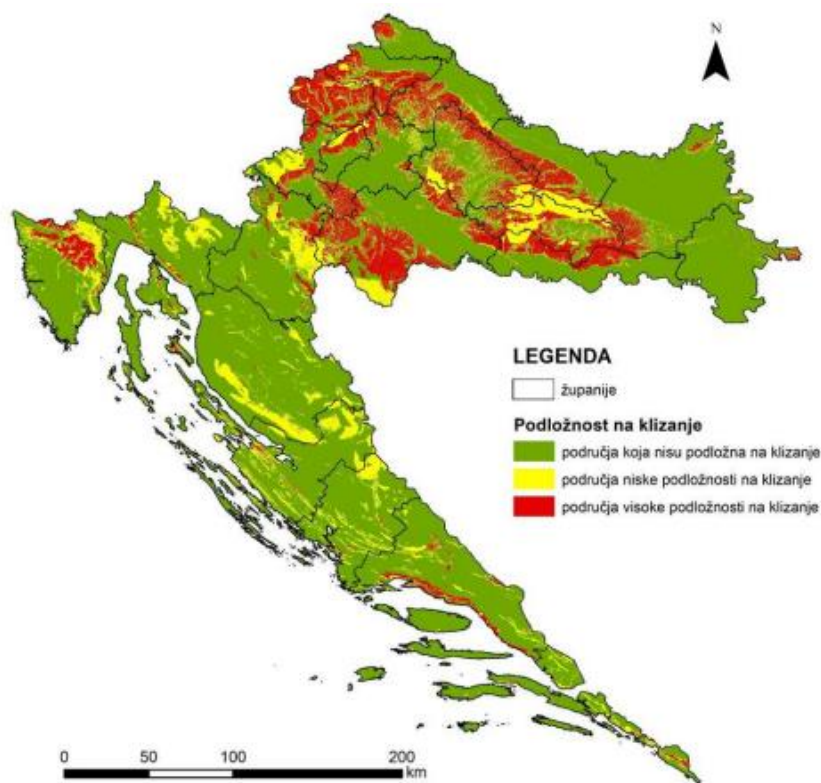 N
LEGENDA
županije
Podložnost na klizanje
područja koja nisu podložna na klizanje
područja niske podložnosti na klizanje
područja visoke podložnosti na klizanje
0 50 100 200
km